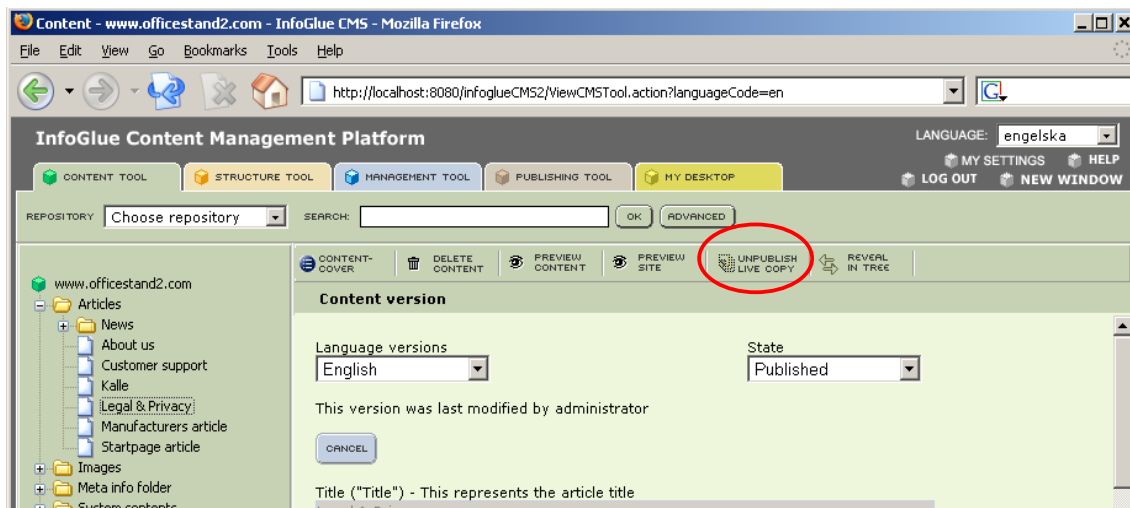 Content - www.officestand2.com - InfoGlue CMS - Mozilla Firefox
File Edit View Go Bookmarks Tools Help
http://localhost:8080/infoglueCMS2/ViewCMSTool.action?languageCode=en
InfoGlue Content Management Platform
LANGUAGE: engelska
MY SETTINGS HELP
LOG OUT NEW WINDOW
CONTENT TOOL STRUCTURE TOOL MANAGEMENT TOOL PUBLISHING TOOL MY DESKTOP
REPOSITORY Choose repository SEARCH: OK ADVANCED
CONTENT-COVER DELETE CONTENT PREVIEW CONTENT PREVIEW SITE UNPUBLISH LIVE COPY REVEAL IN TREE
www.officestand2.com
Articles
News
About us
Customer support
Kalle
Legal & Privacy
Manufacturers article
Startpage article
Images
Meta info folder
System contents
Content version
Language versions State
English Published
This version was last modified by administrator
CANCEL
Title ("Title") - This represents the article title